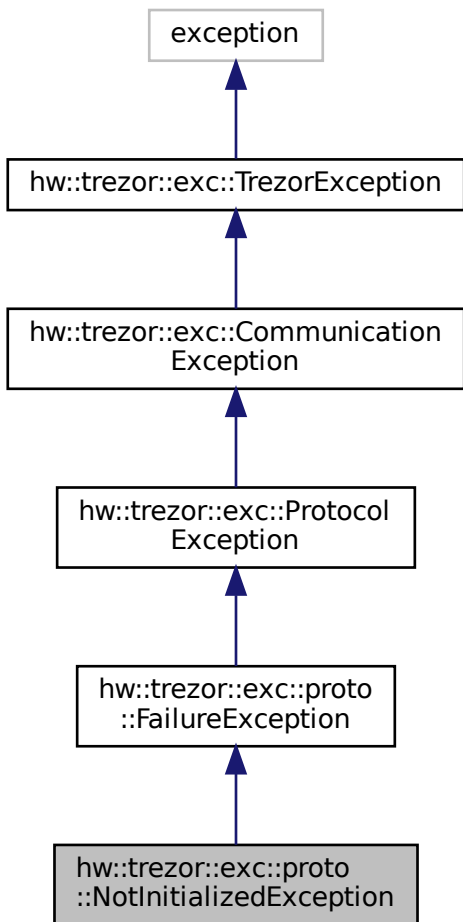 exception
hw::trezor::exc::TrezorException
hw::trezor::exc::Communication
Exception
hw::trezor::exc::Protocol
Exception
hw::trezor::exc::proto
::FailureException
hw::trezor::exc::proto
::NotInitializedException